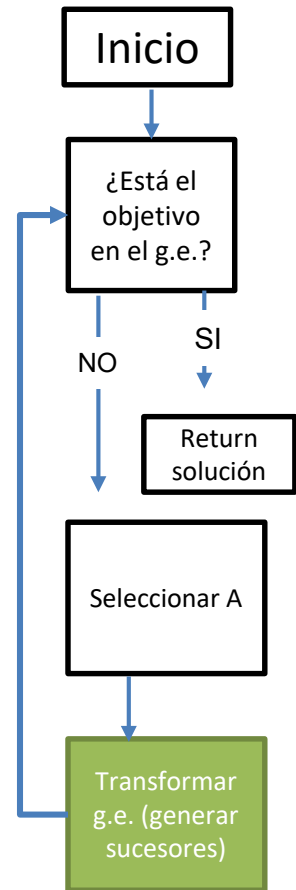 Inicio
¿Está el
objetivo
en el g.e.?
SI
NO
Return
solución
Seleccionar A
Transformar
g.e. (generar
sucesores)